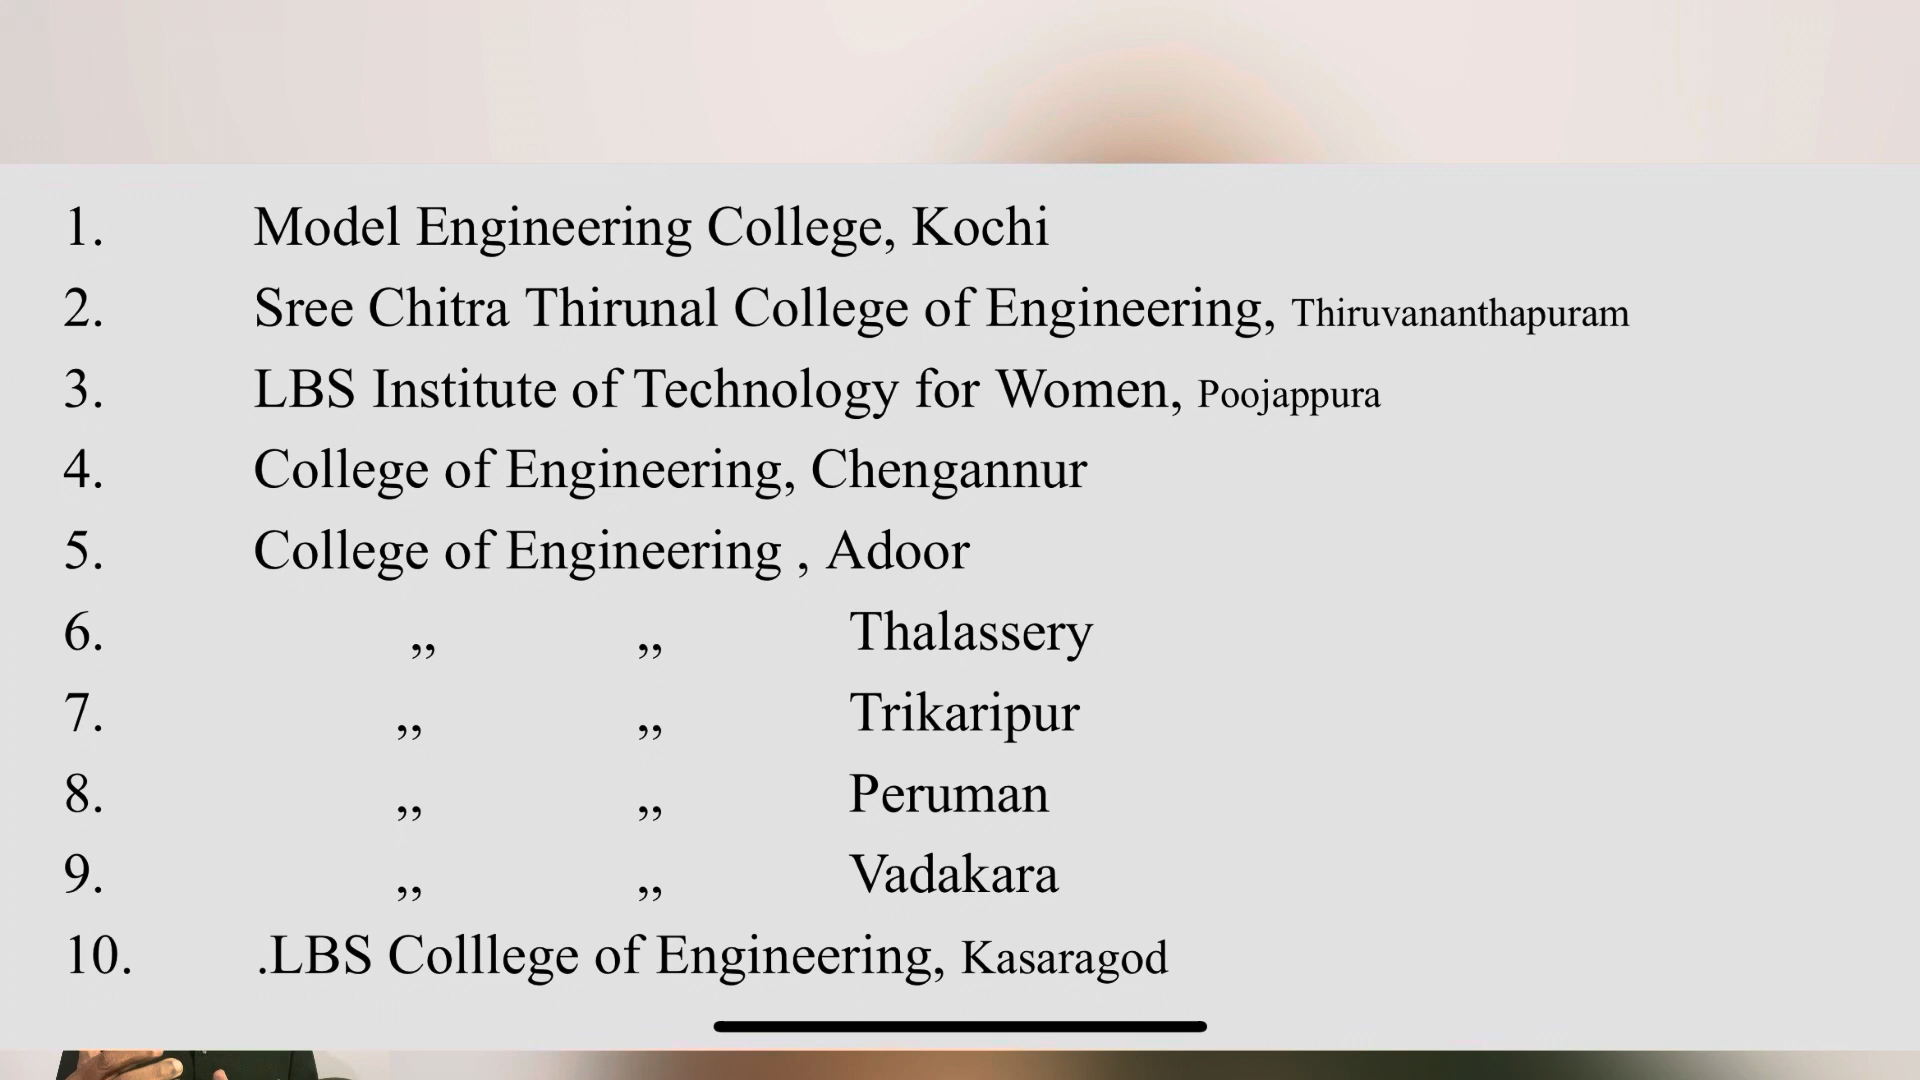 1. Model Engineering College, Kochi
2. Sree Chitra Thirunal College of Engineering, Thiruvananthapuram
3. LBS Institute of Technology for Women, Poojappura
4. College of Engineering, Chengannur
5. College of Engineering , Adoor
6. ,, ,, Thalassery
7. ,, ,, Trikaripur
8. ,, ,, Peruman
9. ,, ,, Vadakara
10. .LBS Colllege of Engineering, Kasaragod